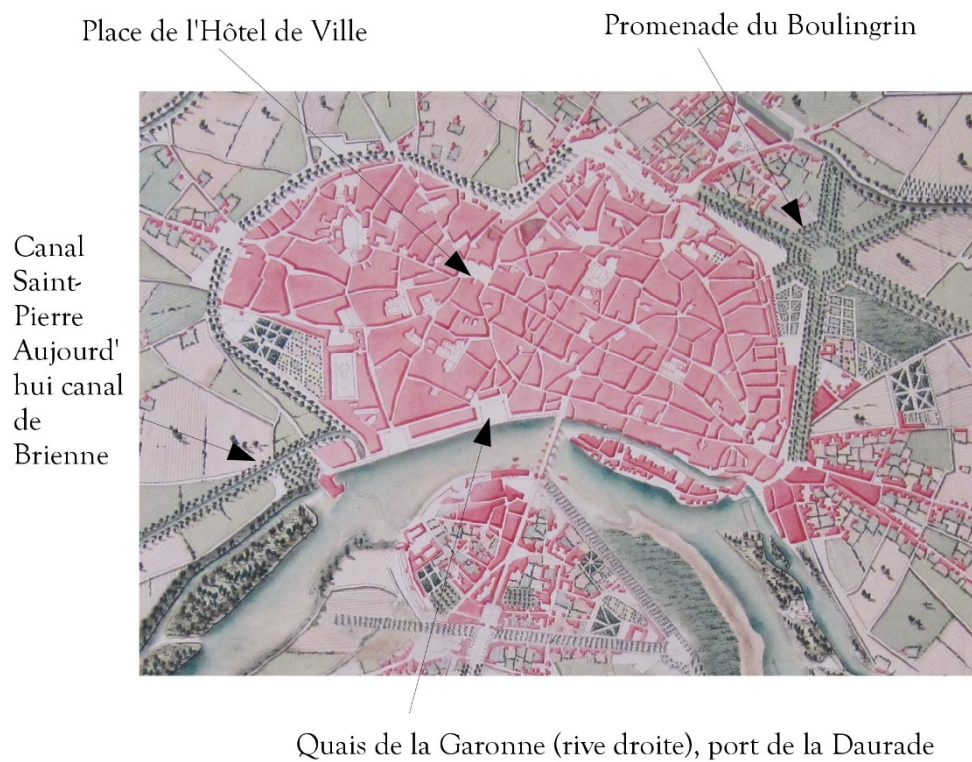 Place de l'Hôtel de Ville
Promenade du Boulingrin
Canal
Saint-
Pierre
Aujourd'
hui canal
de
Brienne
Quais de la Garonne (rive droite), port de la Daurade